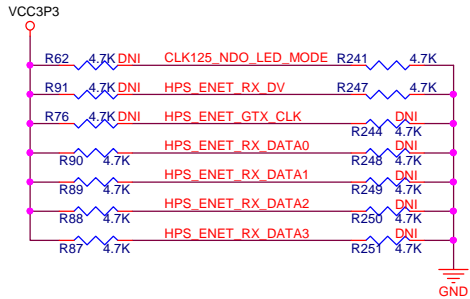 VCC3P3
R62 4.7K DNI CLK125_NDO_LED_MODE R241 4.7K
R91 4.7K DNI HPS_ENET_RX_DV R247 4.7K
R76 4.7K DNI HPS_ENET_GTX_CLK DNI
R244 4.7K
HPS_ENET_RX_DATA0 DNI
R90 4.7K R248 4.7K
HPS_ENET_RX_DATA1 DNI
R89 4.7K R249 4.7K
HPS_ENET_RX_DATA2 DNI
R88 4.7K R250 4.7K
HPS_ENET_RX_DATA3 DNI
R87 4.7K R251 4.7K
GND